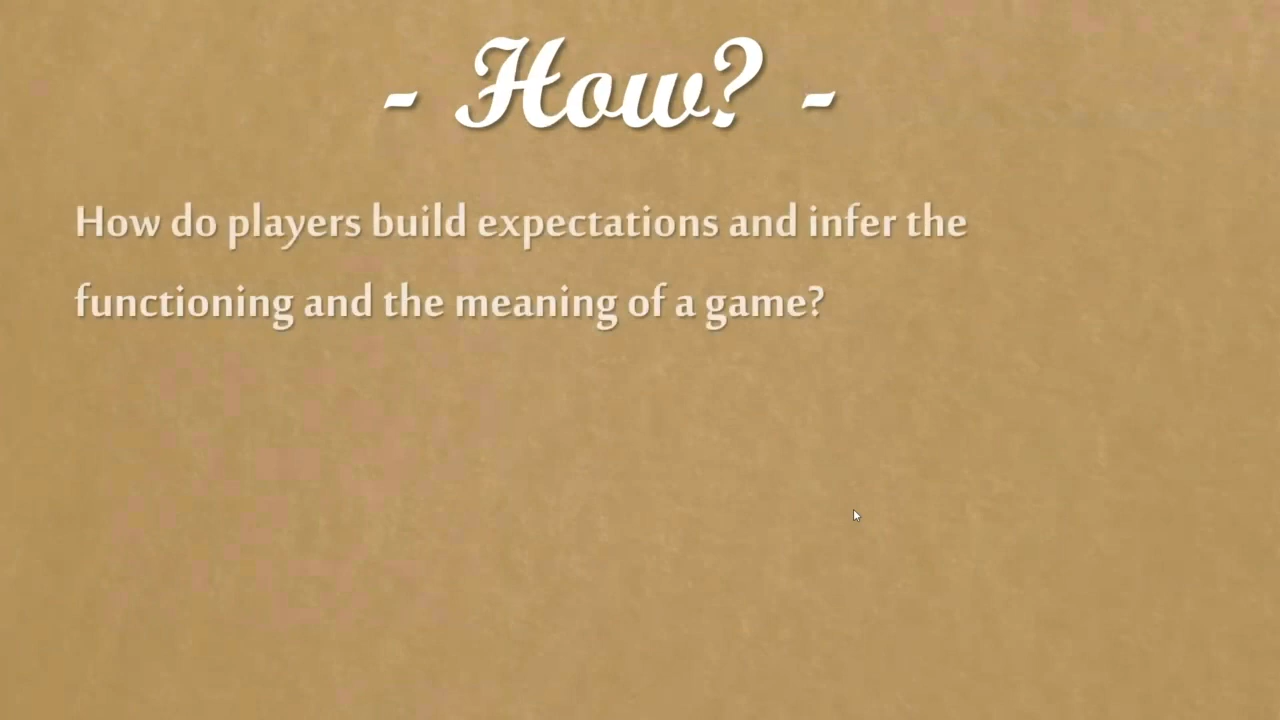 - How? -
How do players build expectations and infer the
functioning and the meaning of a game?